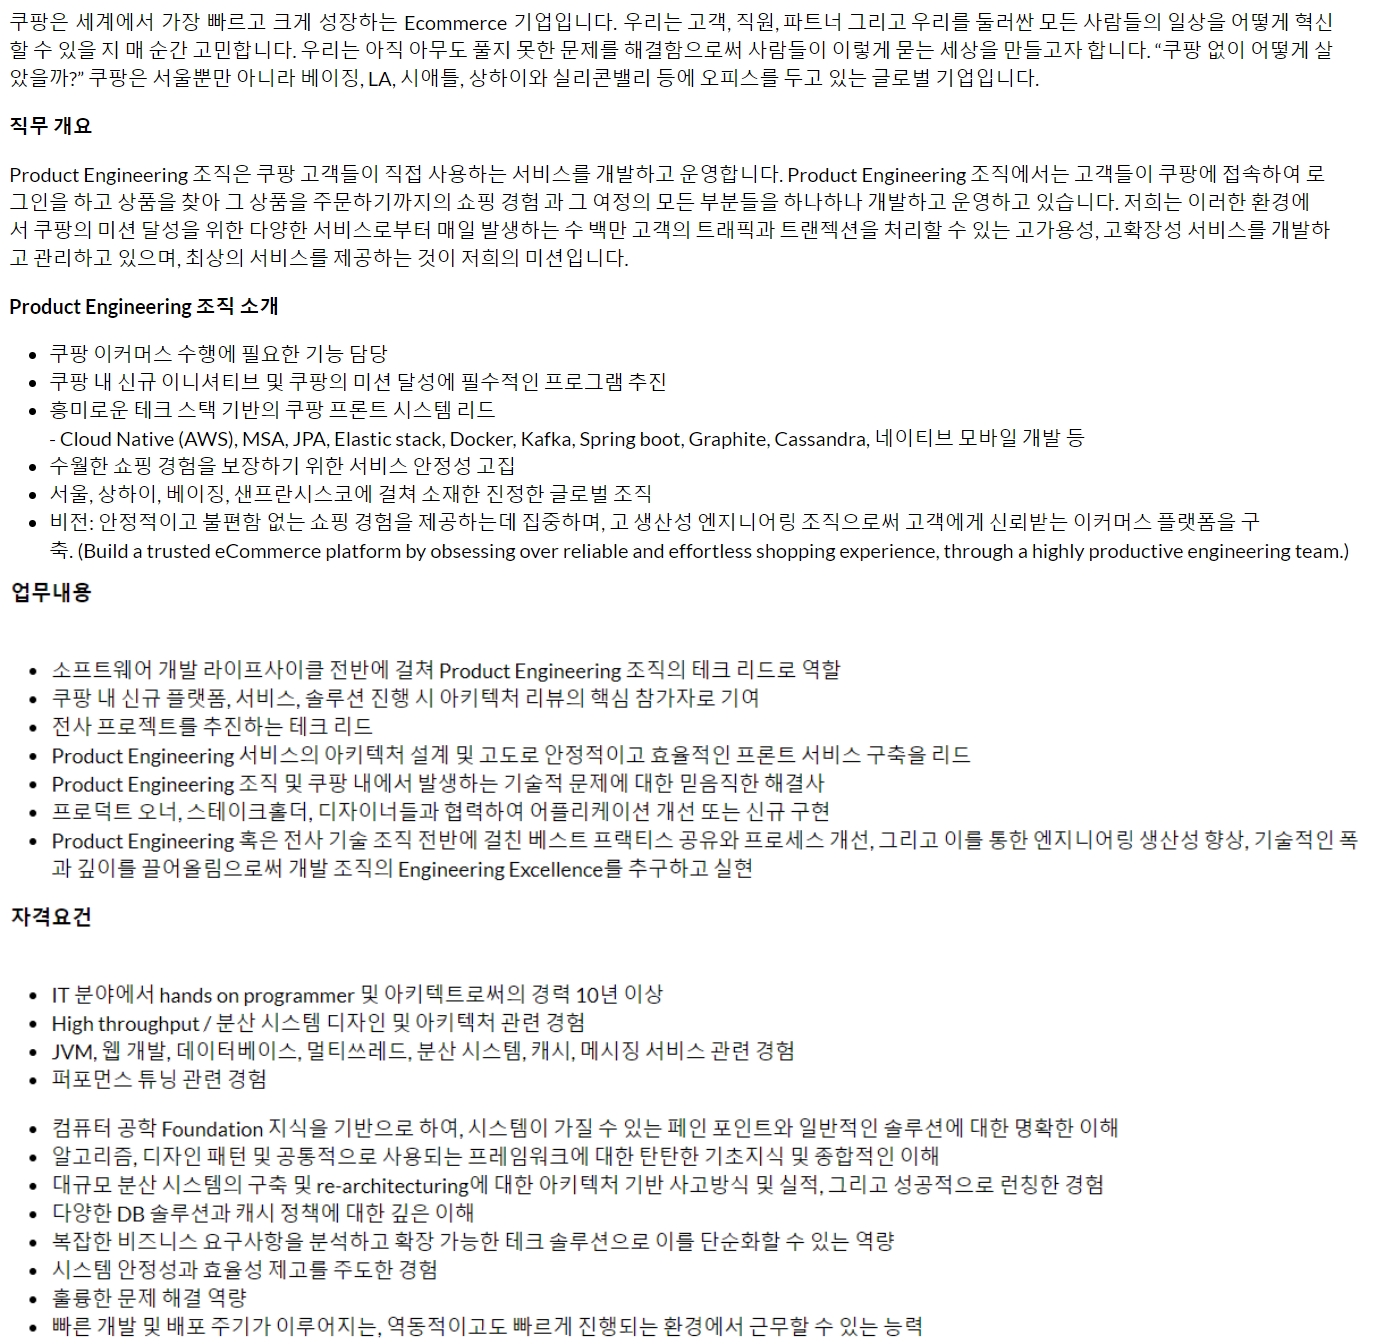 쿠팡은 세계에서 가장 빠르고 크게 성장하는 Ecommerce 기업입니다. 우리는 고객, 직원, 파트너 그리고 우리를 둘러싼 모든 사람들의 일상을 어떻게 혁신
할 수 있을 지 매 순간 고민합니다. 우리는 아직 아무도 풀지 못한 문제를 해결함으로써 사람들이 이렇게 묻는 세상을 만들고자 합니다. “쿠팡 없이 어떻게 살
았을까?” 쿠팡은 서울뿐만 아니라 베이징, LA, 시애틀, 상하이와 실리콘밸리 등에 오피스를 두고 있는 글로벌 기업입니다.
직무 개요
Product Engineering 조직은 쿠팡 고객들이 직접 사용하는 서비스를 개발하고 운영합니다. Product Engineering 조직에서는 고객들이 쿠팡에 접속하여 로
그인을 하고 상품을 찾아 그 상품을 주문하기까지의 쇼핑 경험 과 그 여정의 모든 부분들을 하나하나 개발하고 운영하고 있습니다. 저희는 이러한 환경에
서 쿠팡의 미션 달성을 위한 다양한 서비스로부터 매일 발생하는 수 백만 고객의 트래픽과 트랜젝션을 처리할 수 있는 고가용성, 고확장성 서비스를 개발하
고 관리하고 있으며, 최상의 서비스를 제공하는 것이 저희의 미션입니다.
Product Engineering 조직 소개
• 쿠팡 이커머스 수행에 필요한 기능 담당
• 쿠팡 내 신규 이니셔티브 및 쿠팡의 미션 달성에 필수적인 프로그램 추진
• 흥미로운 테크 스택 기반의 쿠팡 프론트 시스템 리드
- Cloud Native (AWS), MSA, JPA, Elastic stack, Docker, Kafka, Spring boot, Graphite, Cassandra, 네이티브 모바일 개발 등
• 수월한 쇼핑 경험을 보장하기 위한 서비스 안정성 고집
• 서울, 상하이, 베이징, 샌프란시스코에 걸쳐 소재한 진정한 글로벌 조직
• 비전: 안정적이고 불편함 없는 쇼핑 경험을 제공하는데 집중하며, 고 생산성 엔지니어링 조직으로써 고객에게 신뢰받는 이커머스 플랫폼을 구
축. (Build a trusted eCommerce platform by obsessing over reliable and effortless shopping experience, through a highly productive engineering team.)
업무내용
• 소프트웨어 개발 라이프사이클 전반에 걸쳐 Product Engineering 조직의 테크 리드로 역할
• 쿠팡 내 신규 플랫폼, 서비스, 솔루션 진행 시 아키텍처 리뷰의 핵심 참가자로 기여
• 전사 프로젝트를 추진하는 테크 리드
• Product Engineering 서비스의 아키텍처 설계 및 고도로 안정적이고 효율적인 프론트 서비스 구축을 리드
• Product Engineering 조직 및 쿠팡 내에서 발생하는 기술적 문제에 대한 믿음직한 해결사
• 프로덕트 오너, 스테이크홀더, 디자이너들과 협력하여 어플리케이션 개선 또는 신규 구현
• Product Engineering 혹은 전사 기술 조직 전반에 걸친 베스트 프랙티스 공유와 프로세스 개선, 그리고 이를 통한 엔지니어링 생산성 향상, 기술적인 폭
과 깊이를 끌어올림으로써 개발 조직의 Engineering Excellence를 추구하고 실현
자격요건
• IT 분야에서 hands on programmer 및 아키텍트로써의 경력 10년 이상
• High throughput / 분산 시스템 디자인 및 아키텍처 관련 경험
• JVM, 웹 개발, 데이터베이스, 멀티쓰레드, 분산 시스템, 캐시, 메시징 서비스 관련 경험
• 퍼포먼스 튜닝 관련 경험
• 컴퓨터 공학 Foundation 지식을 기반으로 하여, 시스템이 가질 수 있는 페인 포인트와 일반적인 솔루션에 대한 명확한 이해
• 알고리즘, 디자인 패턴 및 공통적으로 사용되는 프레임워크에 대한 탄탄한 기초지식 및 종합적인 이해
• 대규모 분산 시스템의 구축 및 re-architecturing에 대한 아키텍처 기반 사고방식 및 실적, 그리고 성공적으로 런칭한 경험
• 다양한 DB 솔루션과 캐시 정책에 대한 깊은 이해
• 복잡한 비즈니스 요구사항을 분석하고 확장 가능한 테크 솔루션으로 이를 단순화할 수 있는 역량
• 시스템 안정성과 효율성 제고를 주도한 경험
• 훌륭한 문제 해결 역량
• 빠른 개발 및 배포 주기가 이루어지는, 역동적이고도 빠르게 진행되는 환경에서 근무할 수 있는 능력